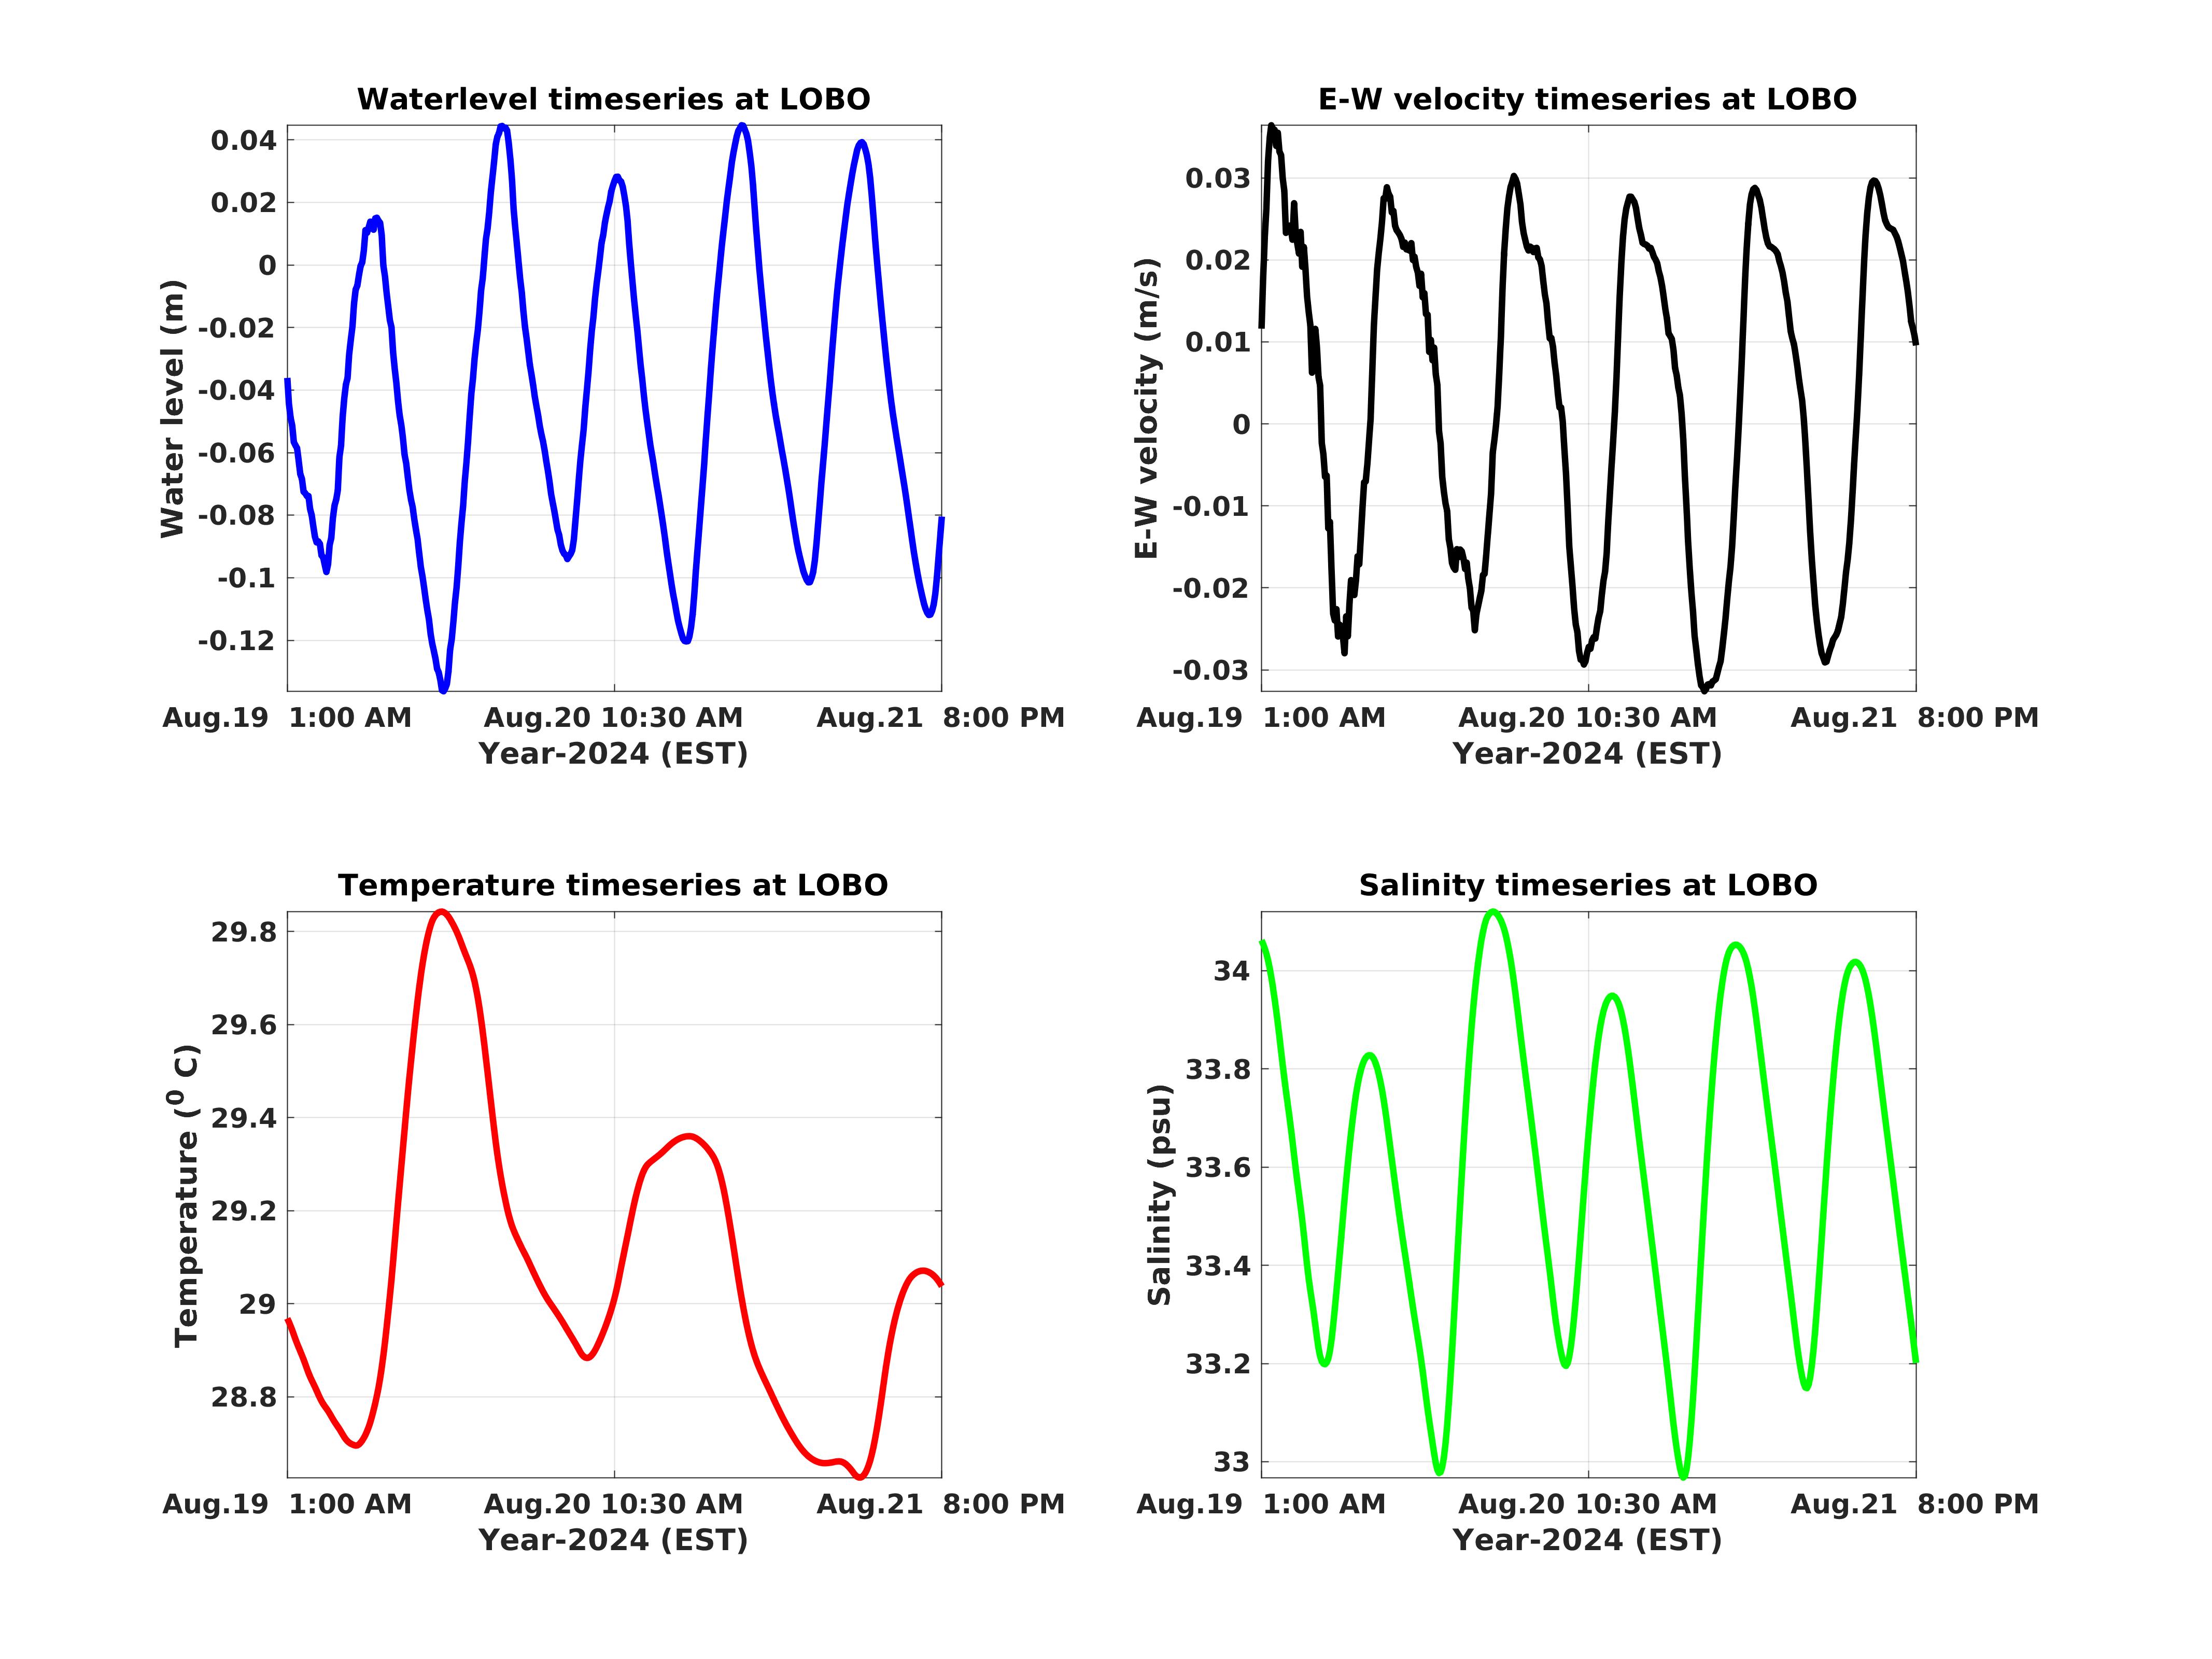 Waterlevel timeseries at LOBO
0.04
0.02
0
-0.02
-0.04
-0.06
-0.08
-0.1
-0.12
Water level (m)
Aug.19 1:00 AM Aug.20 10:30 AM Aug.21 8:00 PM
Year-2024 (EST)
E-W velocity timeseries at LOBO
0.03
0.02
0.01
0
-0.01
-0.02
-0.03
E-W velocity (m/s)
Aug.19 1:00 AM Aug.20 10:30 AM Aug.21 8:00 PM
Year-2024 (EST)
Temperature timeseries at LOBO
29.8
29.6
29.4
29.2
29
28.8
Temperature (⁰ C)
Aug.19 1:00 AM Aug.20 10:30 AM Aug.21 8:00 PM
Year-2024 (EST)
Salinity timeseries at LOBO
34
33.8
33.6
33.4
33.2
33
Salinity (psu)
Aug.19 1:00 AM Aug.20 10:30 AM Aug.21 8:00 PM
Year-2024 (EST)